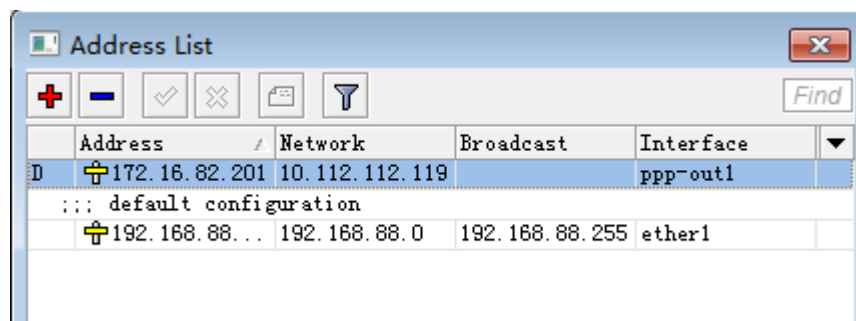 Address List
Find
Address Network Broadcast Interface
D 172.16.82.201 10.112.112.119 ppp-out1
;;; default configuration
192.168.88... 192.168.88.0 192.168.88.255 ether1